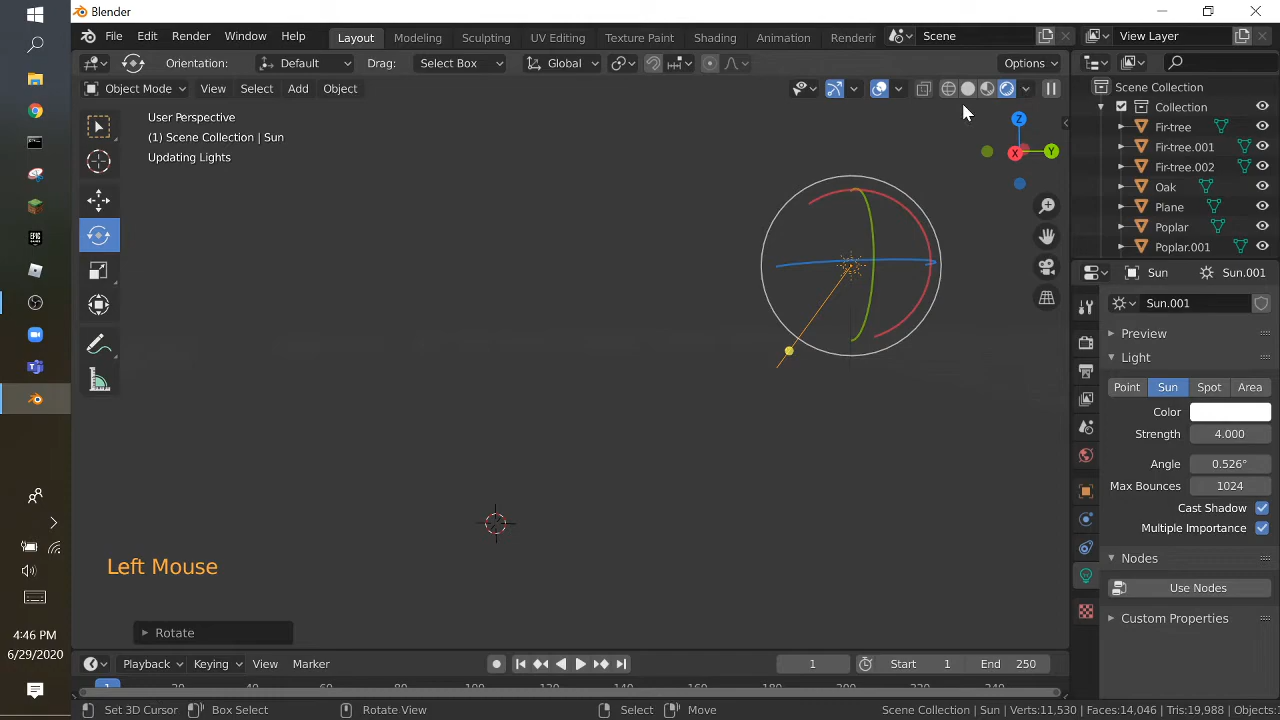 Blender
File Edit Render Window Help Layout Modeling Sculpting UV Editing Texture Paint Shading Animation Renderin Scene View Layer
Orientation: Default Drag: Select Box Global Options
Object Mode View Select Add Object
User Perspective
(1) Scene Collection | Sun
Updating Lights
Z
X
Y
Scene Collection
Collection
Fir-tree
Fir-tree.001
Fir-tree.002
Oak
Plane
Poplar
Poplar.001
Sun Sun.001
Sun.001
Preview
Light
Point Sun Spot Area
Color
Strength 4.000
Angle 0.526°
Max Bounces 1024
Cast Shadow
Multiple Importance
Nodes
Use Nodes
Custom Properties
Left Mouse
Rotate
4:46 PM
6/29/2020
Playback Keying View Marker 1 Start 1 End 250
1
Set 3D Cursor Box Select Rotate View Select Move Scene Collection | Sun | Verts:11,530 | Faces:14,046 | Tris:19,988 | Objects: